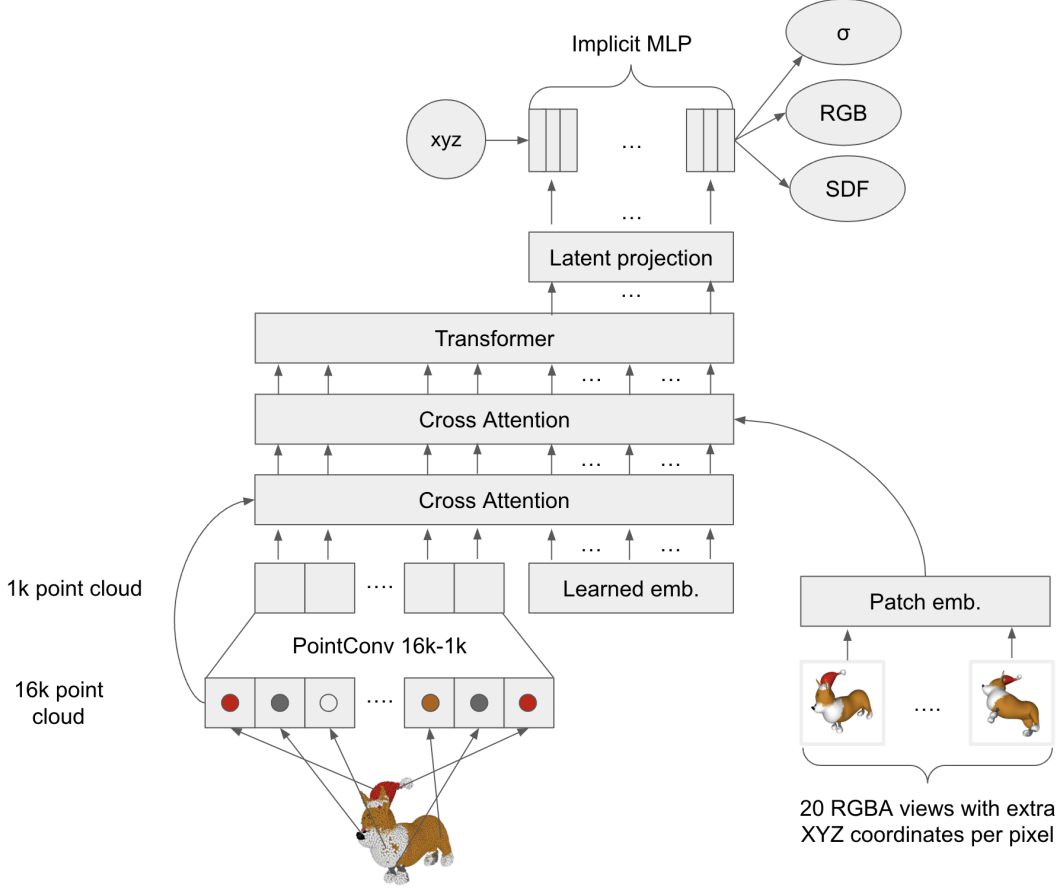 Implicit MLP
σ
xyz
...
RGB
SDF
...
Latent projection
...
Transformer
... ...
Cross Attention
... ...
Cross Attention
... ...
1k point cloud
....
Learned emb.
Patch emb.
PointConv 16k-1k
16k point
cloud
....
....
20 RGBA views with extra
XYZ coordinates per pixel